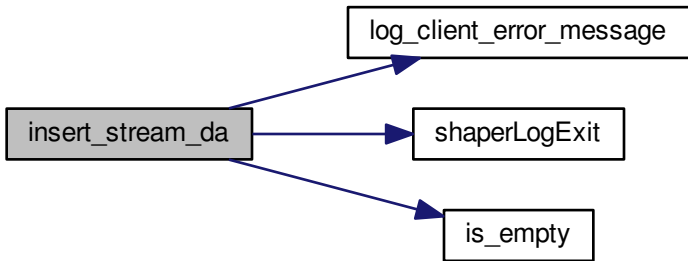 log_client_error_message
insert_stream_da
shaperLogExit
is_empty